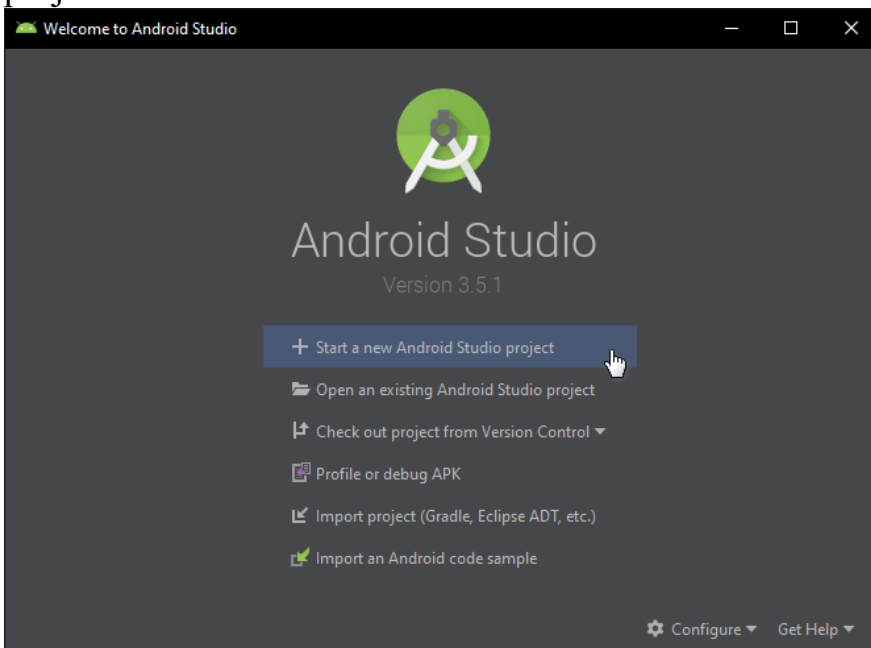 Welcome to Android Studio
Android Studio
Version 3.5.1
Start a new Android Studio project
Open an existing Android Studio project
Check out project from Version Control
Profile or debug APK
Import project (Gradle, Eclipse ADT, etc.)
Import an Android code sample
Configure Get Help